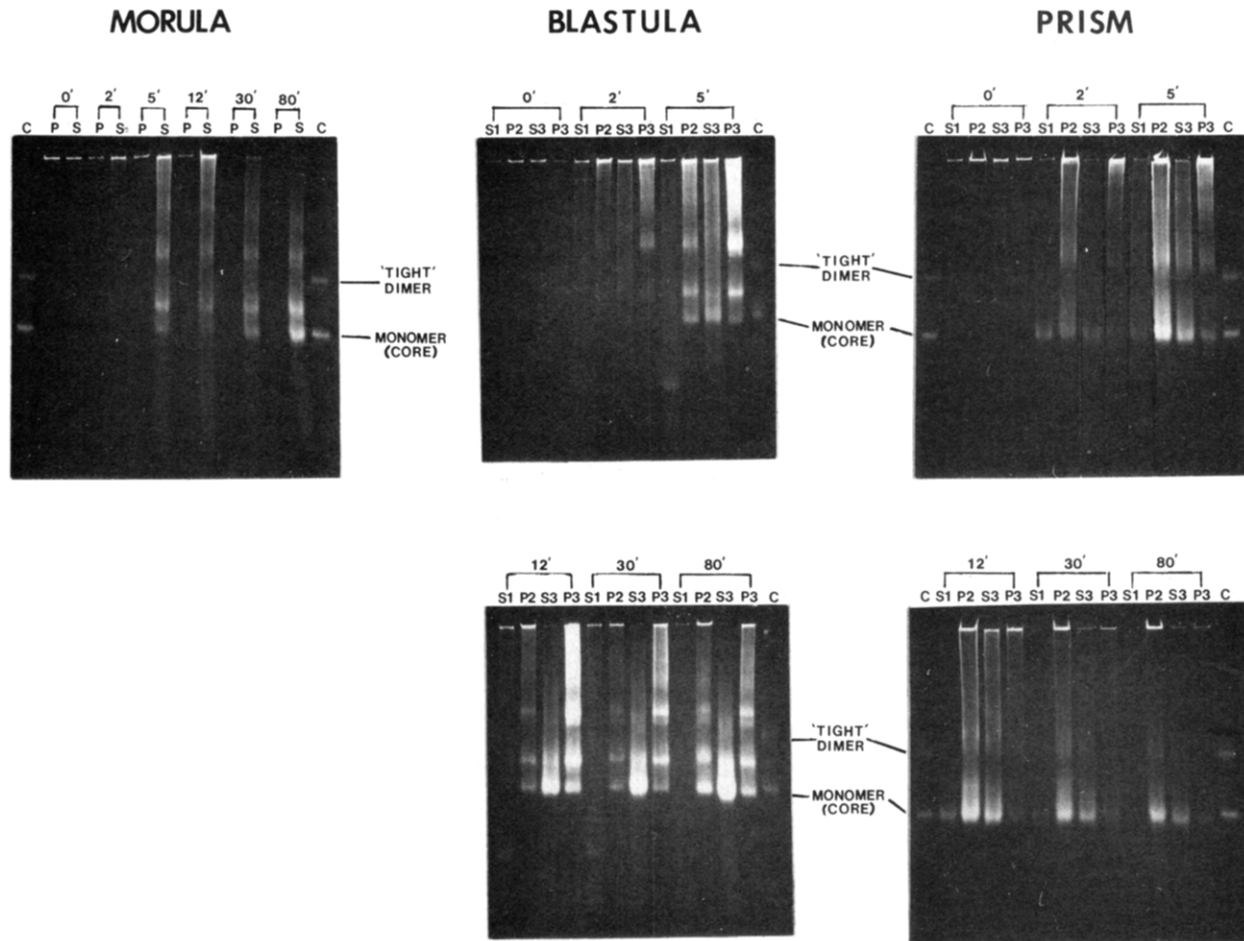 MORULA
BLASTULA
PRISM
0' 2' 5' 12' 30' 80'
C P S P S P S P S P S P S C
0' 2' 5'
S1 P2 S3 P3 S1 P2 S3 P3 S1 P2 S3 P3 C
0' 2' 5'
C S1 P2 S3 P3 S1 P2 S3 P3 S1 P2 S3 P3 C
'TIGHT'
DIMER
MONOMER
(CORE)
'TIGHT'
DIMER
MONOMER
(CORE)
12' 30' 80'
S1 P2 S3 P3 S1 P2 S3 P3 S1 P2 S3 P3 C
12' 30' 80'
C S1 P2 S3 P3 S1 P2 S3 P3 S1 P2 S3 P3 C
'TIGHT'
DIMER
MONOMER
(CORE)